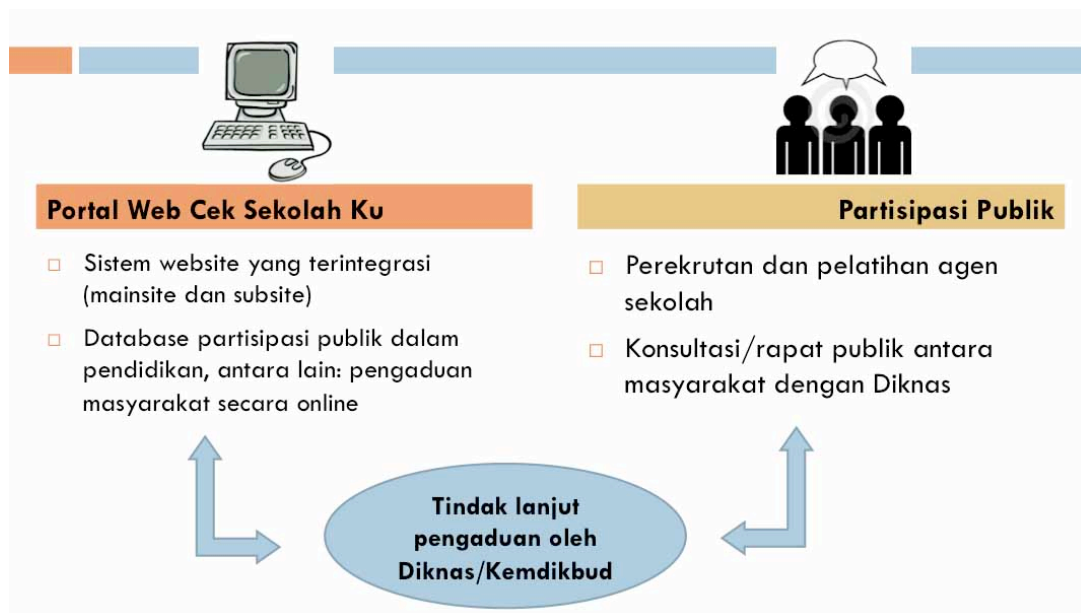 Portal Web Cek Sekolah Ku
Sistem website yang terintegrasi
(mainsite dan subsite)
Database partisipasi publik dalam
pendidikan, antara lain: pengaduan
masyarakat secara online
Partisipasi Publik
Perekrutan dan pelatihan agen
sekolah
Konsultasi/rapat publik antara
masyarakat dengan Diknas
Tindak lanjut
pengaduan oleh
Diknas/Kemdikbud